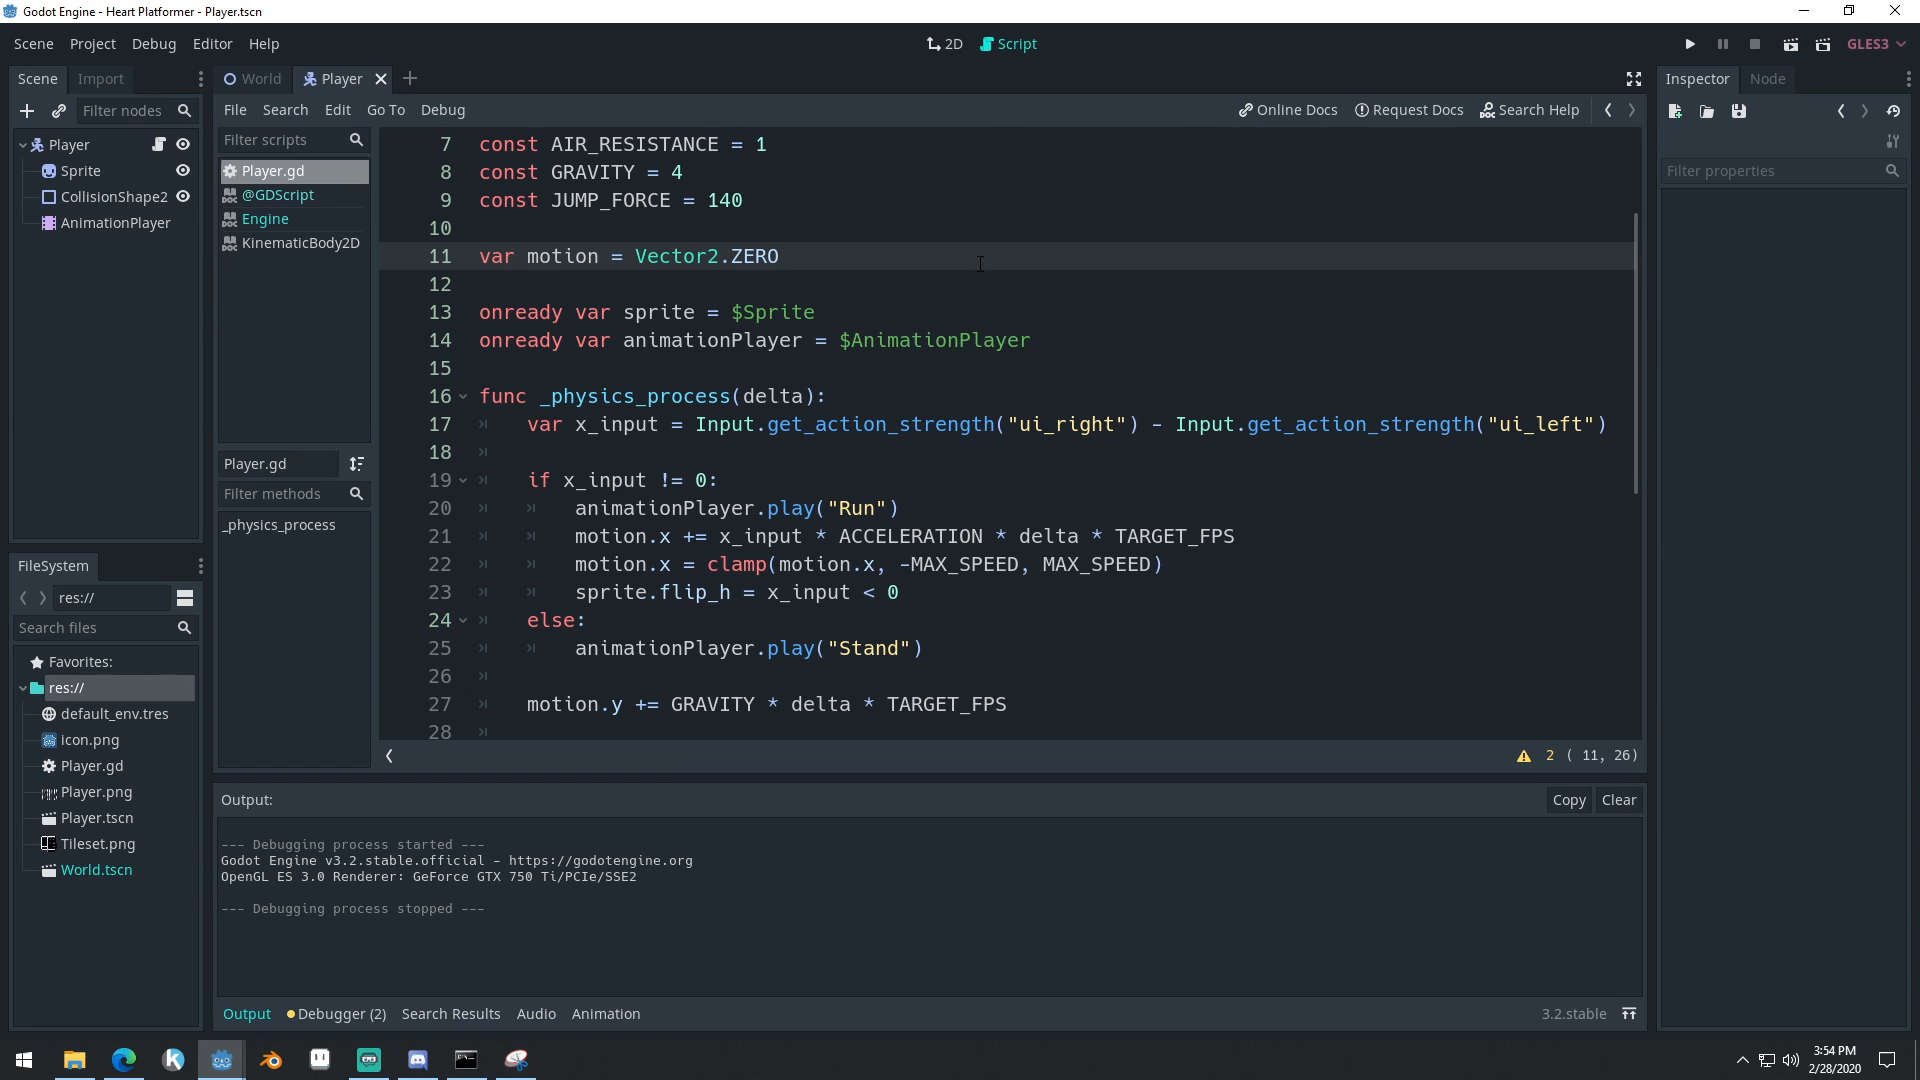 Godot Engine - Heart Platformer - Player.tscn
Scene Project Debug Editor Help
2D Script
GLES3
Scene Import
World Player
Inspector Node
Filter nodes
File Search Edit Go To Debug
Online Docs Request Docs Search Help
Player
Sprite
CollisionShape2
AnimationPlayer
Filter scripts
Player.gd
@GDScript
Engine
KinematicBody2D
Player.gd
Filter methods
_physics_process
7 const AIR_RESISTANCE = 1
8 const GRAVITY = 4
9 const JUMP_FORCE = 140
10
11 var motion = Vector2.ZERO
12
13 onready var sprite = $Sprite
14 onready var animationPlayer = $AnimationPlayer
15
16 func _physics_process(delta):
17 var x_input = Input.get_action_strength("ui_right") - Input.get_action_strength("ui_left")
18
19 if x_input != 0:
20 animationPlayer.play("Run")
21 motion.x += x_input * ACCELERATION * delta * TARGET_FPS
22 motion.x = clamp(motion.x, -MAX_SPEED, MAX_SPEED)
23 sprite.flip_h = x_input < 0
24 else:
25 animationPlayer.play("Stand")
26
27 motion.y += GRAVITY * delta * TARGET_FPS
28
2 ( 11, 26)
Filter properties
FileSystem
res://
Search files
Favorites:
res://
default_env.tres
icon.png
Player.gd
Player.png
Player.tscn
Tileset.png
World.tscn
Output:
Copy Clear
--- Debugging process started ---
Godot Engine v3.2.stable.official - https://godotengine.org
OpenGL ES 3.0 Renderer: GeForce GTX 750 Ti/PCIe/SSE2
--- Debugging process stopped ---
Output Debugger (2) Search Results Audio Animation
3.2.stable
3:54 PM
2/28/2020